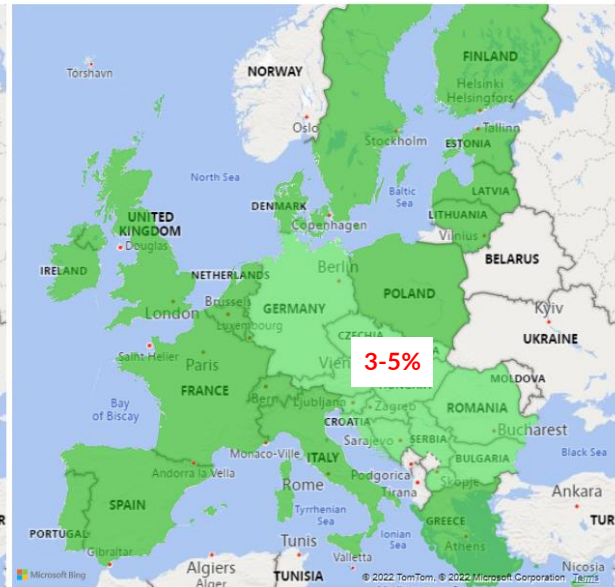 FINLAND
Tórshavn
NORWAY
Helsinki
Helsingfors
Oslo
Stockholm
Tallinn
ESTONIA
North Sea
Baltic
Sea
LATVIA
DENMARK
Copenhagen
LITHUANIA
UNITED
KINGDOM
Vilnius
Douglas
BELARUS
IRELAND
NETHERLANDS
Berlin
POLAND
London
Brussels
GERMANY
Kyiv
Luxembourg
CZECHIA
UKRAINE
Saint Helier
Paris
3-5%
MOLDOVA
FRANCE
Bern
Ljubljana
Zagreb
ROMANIA
Bay
of Biscay
CROATIA
Bucharest
Sarajevo
SERBIA
Monaco-Ville
ITALY
BULGARIA
Black Sea
Andorra la Vella
Podgorica
Skopje
Rome
Tirana
Ankara
SPAIN
Tyrrhenian
Sea
TUR
PORTUGAL
Ionian
Sea
GREECE
Athens
Gibraltar
Tunis
Valletta
Algiers
Alger
TUNISIA
Nicosia
Microsoft Bing
© 2022 TomTom, © 2022 Microsoft Corporation Terms